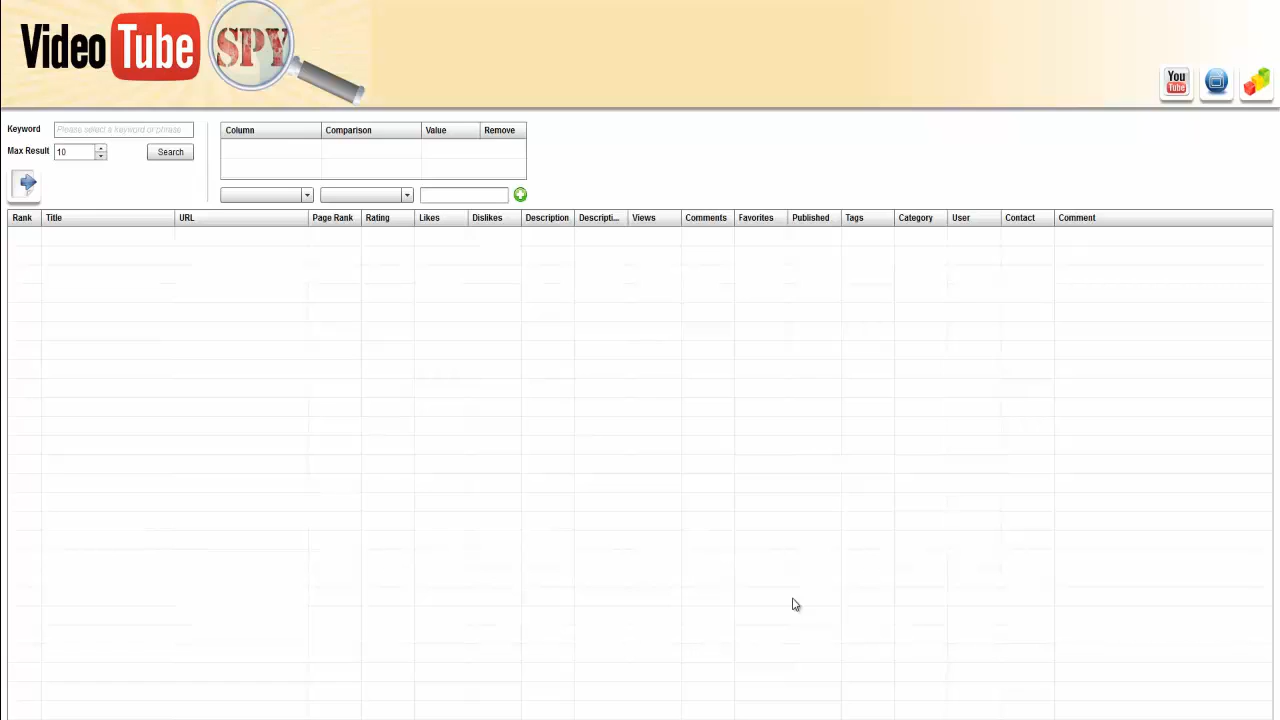 Video Tube SPY
You Tube
Keyword Please select a keyword or phrase
Max Result 10 Search
Column Comparison Value Remove
Rank Title URL Page Rank Rating Likes Dislikes Description Descripti... Views Comments Favorites Published Tags Category User Contact Comment